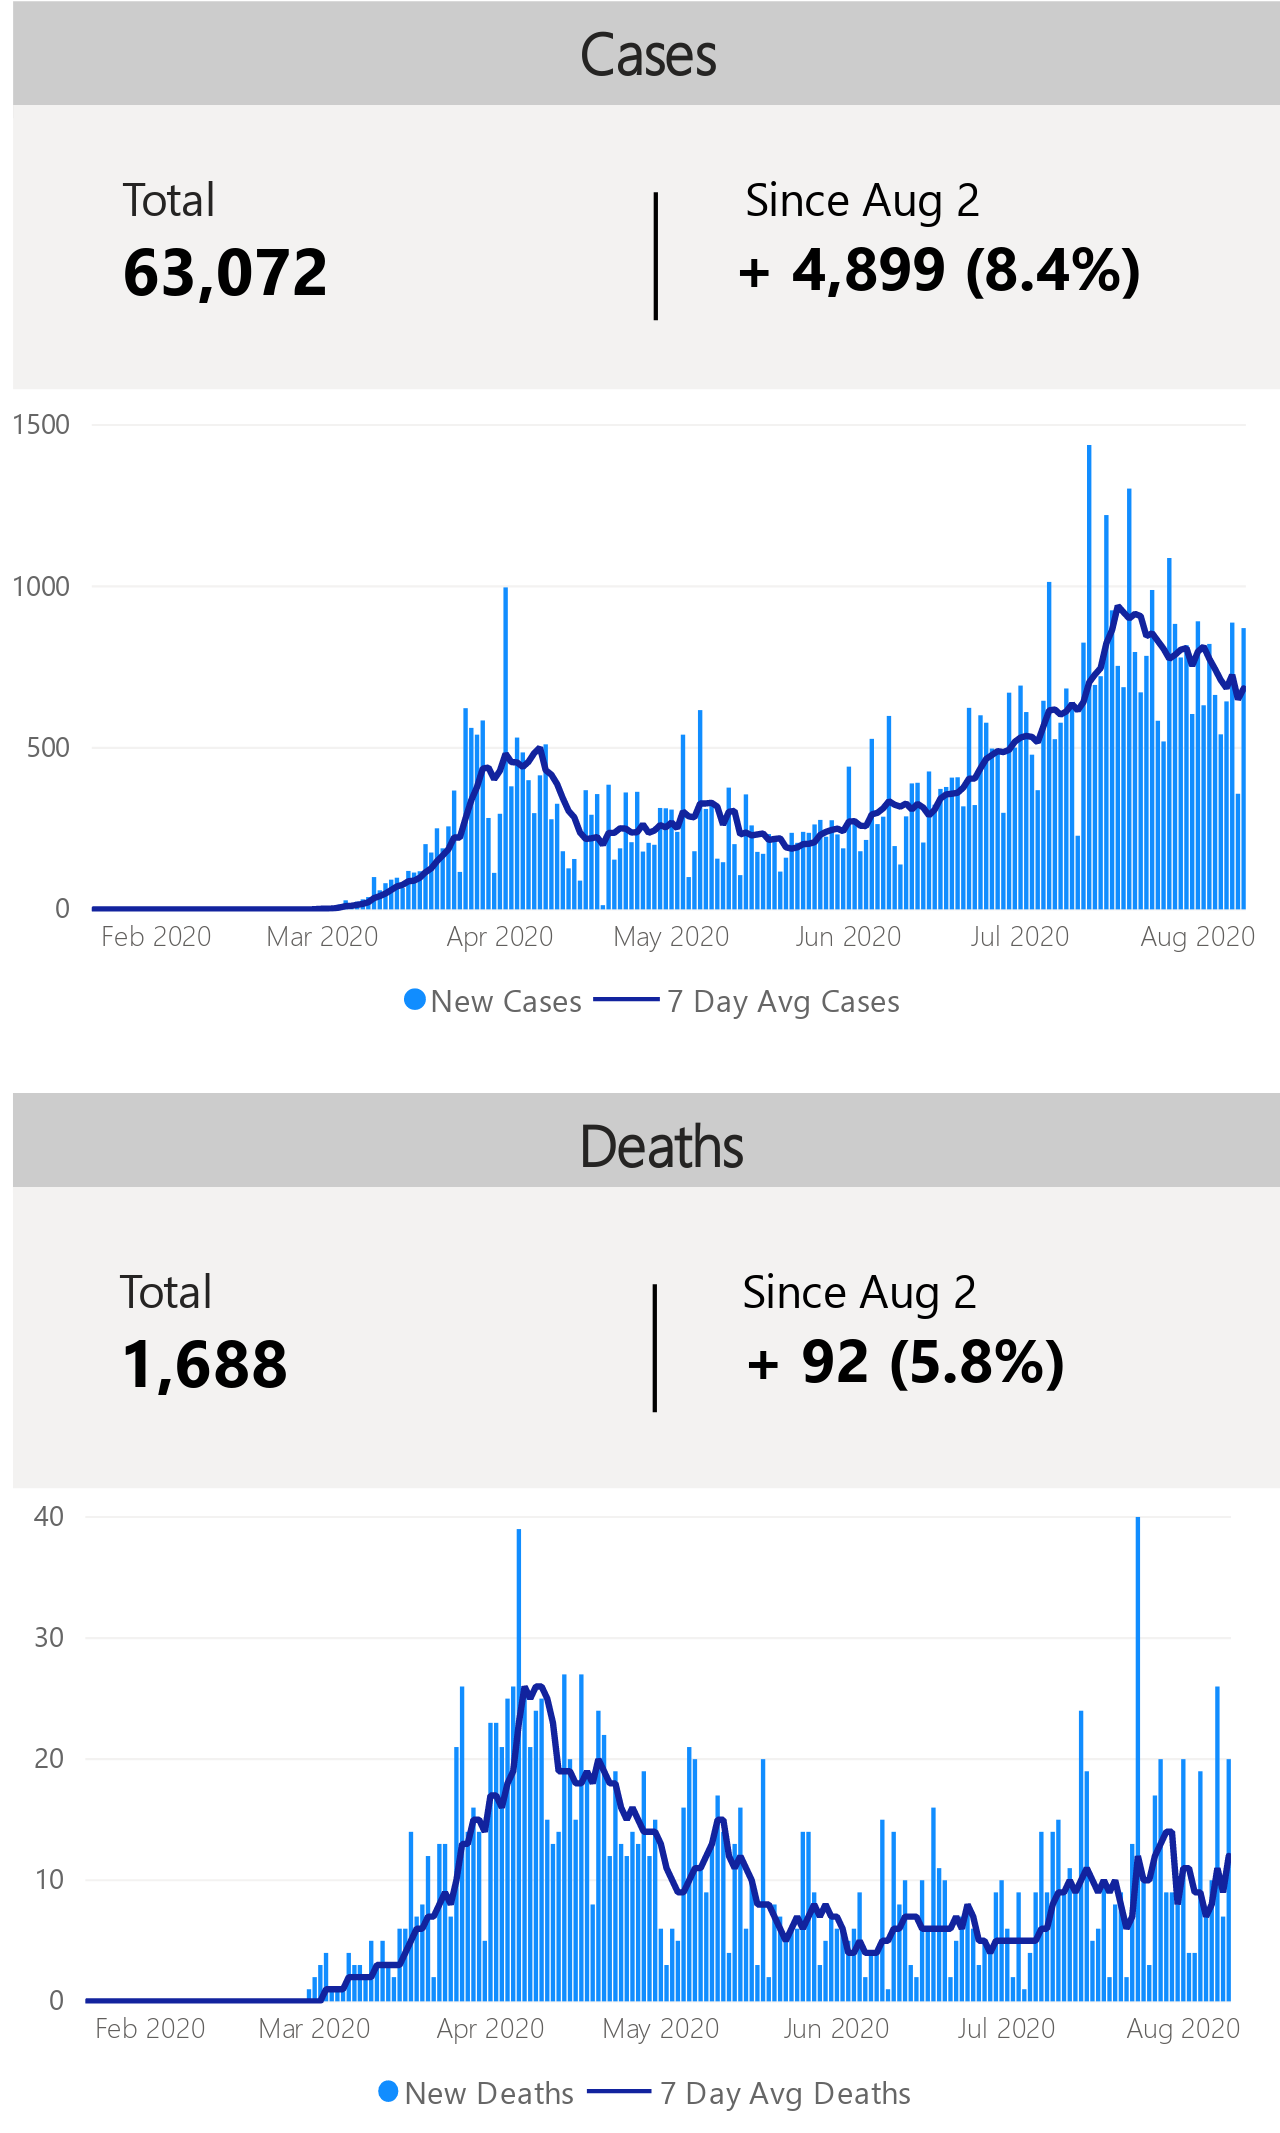 Cases
Total
Since Aug 2
63,072
+ 4,899 (8.4%)
1500
1000
500
0
Feb 2020 Mar 2020 Apr 2020 May 2020 Jun 2020 Jul 2020 Aug 2020
New Cases 7 Day Avg Cases
Deaths
Total
Since Aug 2
1,688
+ 92 (5.8%)
40
30
20
10
0
Feb 2020 Mar 2020 Apr 2020 May 2020 Jun 2020 Jul 2020 Aug 2020
New Deaths 7 Day Avg Deaths